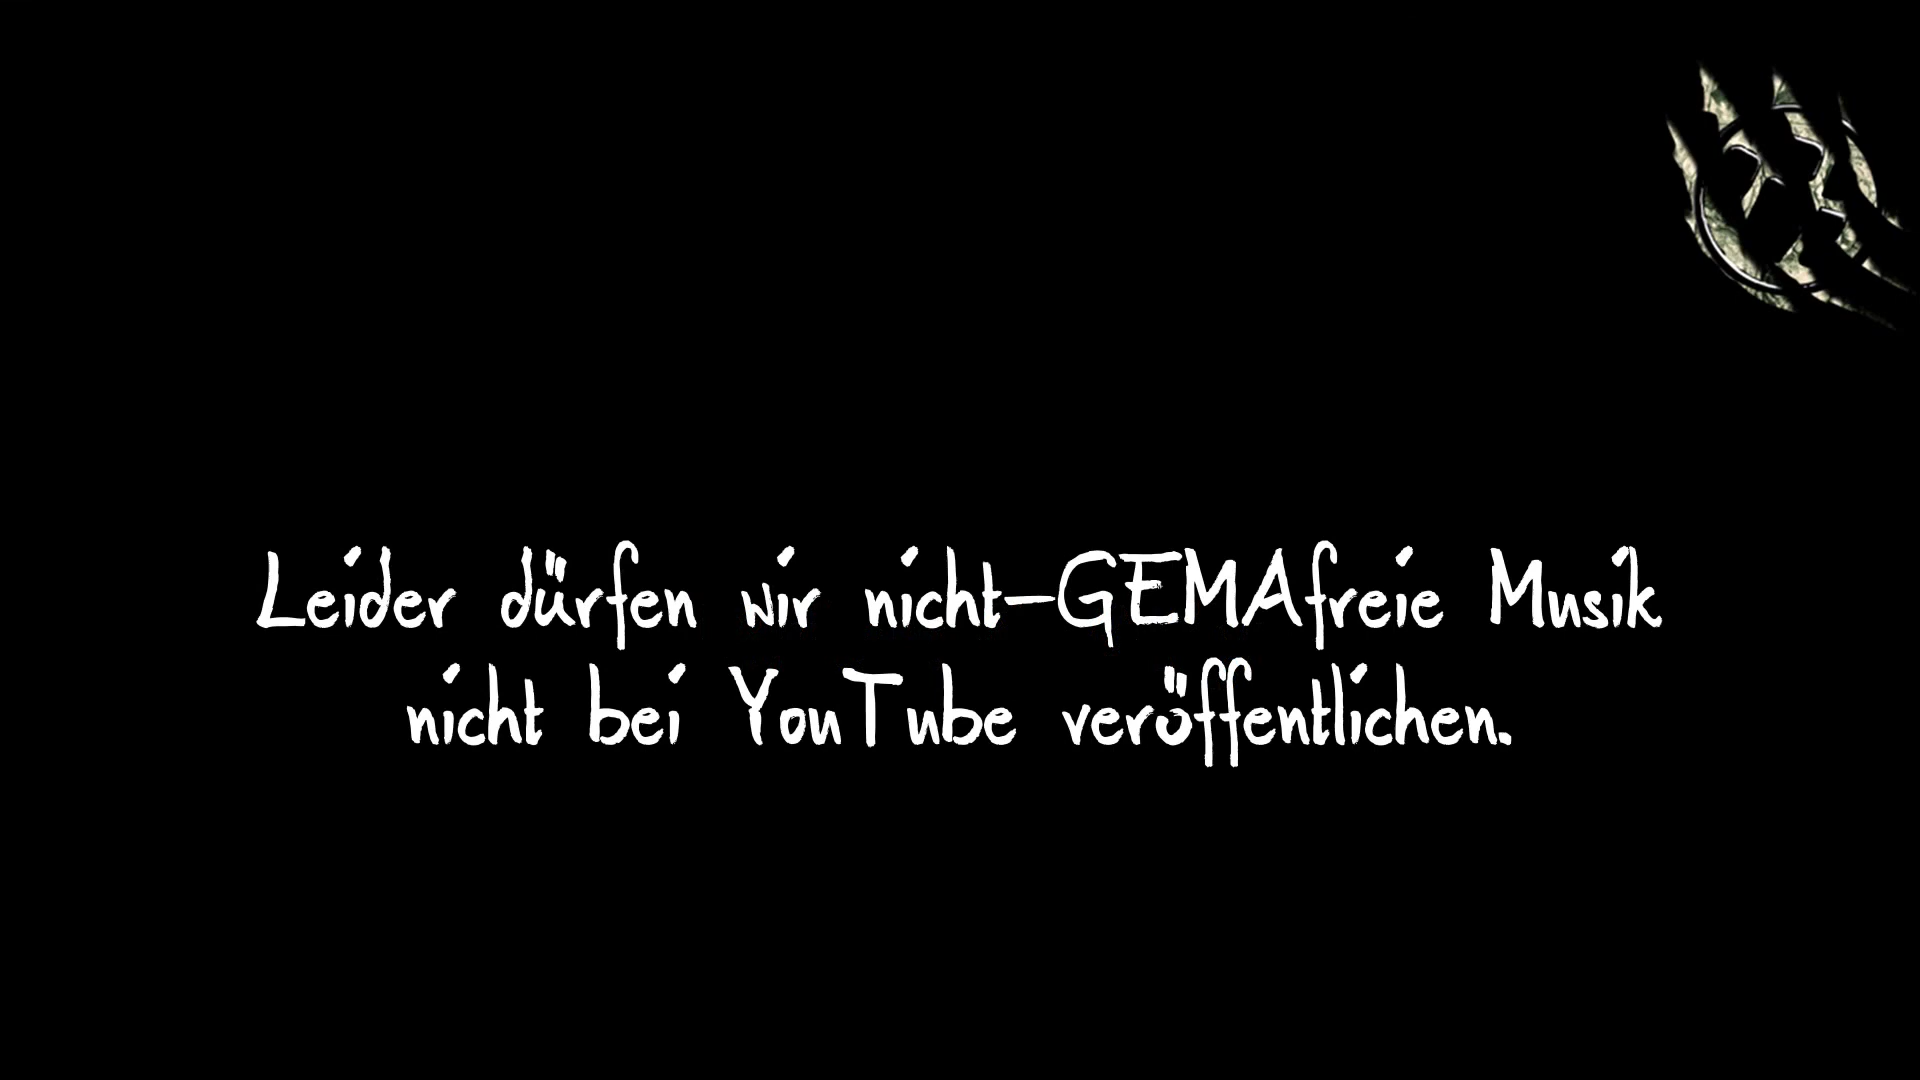 Leider dürfen wir nicht-GEMAfreie Musik
nicht bei YouTube veröffentlichen.